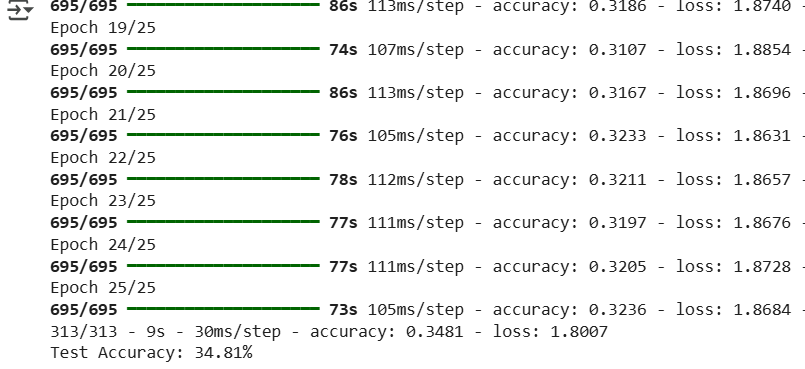 695/695 ━━━━━━━━━━━━━━━━━━━━ 86s 113ms/step - accuracy: 0.3186 - loss: 1.8740 -
Epoch 19/25
695/695 ━━━━━━━━━━━━━━━━━━━━ 74s 107ms/step - accuracy: 0.3107 - loss: 1.8854 -
Epoch 20/25
695/695 ━━━━━━━━━━━━━━━━━━━━ 86s 113ms/step - accuracy: 0.3167 - loss: 1.8696 -
Epoch 21/25
695/695 ━━━━━━━━━━━━━━━━━━━━ 76s 105ms/step - accuracy: 0.3233 - loss: 1.8631 -
Epoch 22/25
695/695 ━━━━━━━━━━━━━━━━━━━━ 78s 112ms/step - accuracy: 0.3211 - loss: 1.8657 -
Epoch 23/25
695/695 ━━━━━━━━━━━━━━━━━━━━ 77s 111ms/step - accuracy: 0.3197 - loss: 1.8676 -
Epoch 24/25
695/695 ━━━━━━━━━━━━━━━━━━━━ 77s 111ms/step - accuracy: 0.3205 - loss: 1.8728 -
Epoch 25/25
695/695 ━━━━━━━━━━━━━━━━━━━━ 73s 105ms/step - accuracy: 0.3236 - loss: 1.8684 -
313/313 - 9s - 30ms/step - accuracy: 0.3481 - loss: 1.8007
Test Accuracy: 34.81%